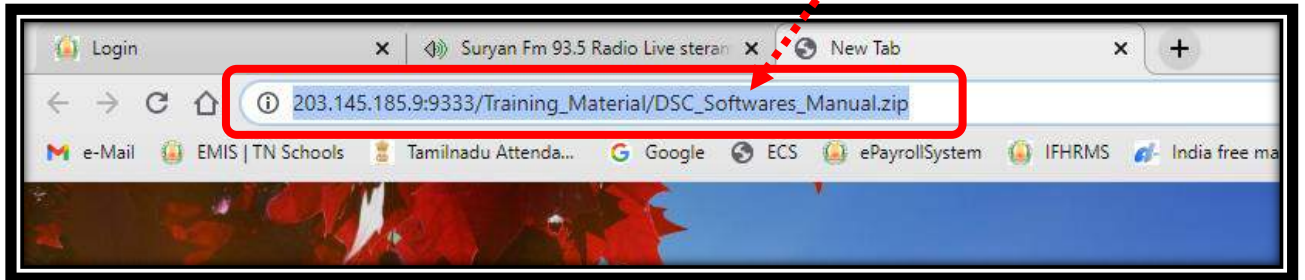 Login Suryan Fm 93.5 Radio Live steran New Tab
203.145.185.9:9333/Training_Material/DSC_Softwares_Manual.zip
e-Mail EMIS | TN Schools Tamilnadu Attenda... Google ECS ePayrollSystem IFHRMS India free ma